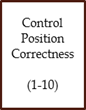 Control
Position
Correctness
(1-10)